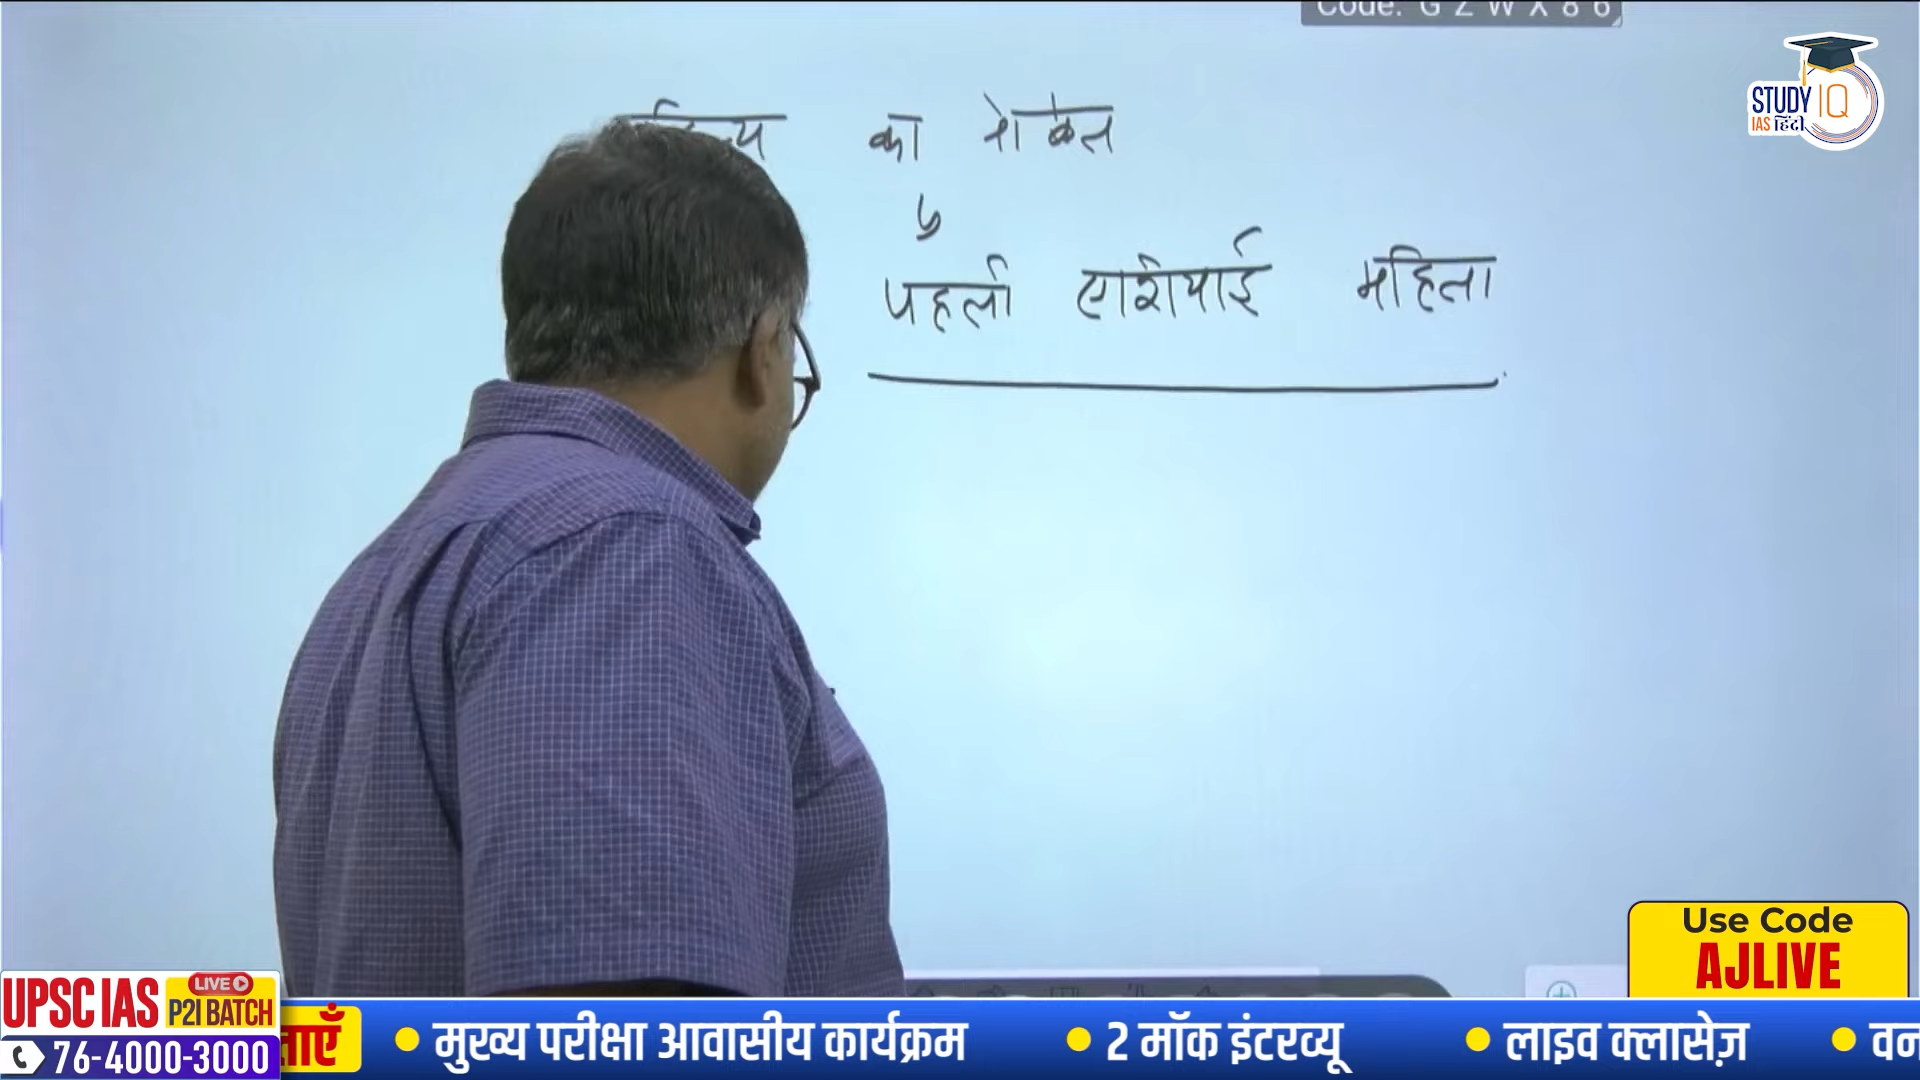 Code: G Z W X 8 6
STUDY IQ
IAS हिंदी
का
पहली एशियाई महिला
Use Code
AJLIVE
UPSC IAS LIVE P2I BATCH
76-4000-3000
• मुख्य परीक्षा आवासीय कार्यक्रम • 2 मॉक इंटरव्यू • लाइव क्लासेज़ •